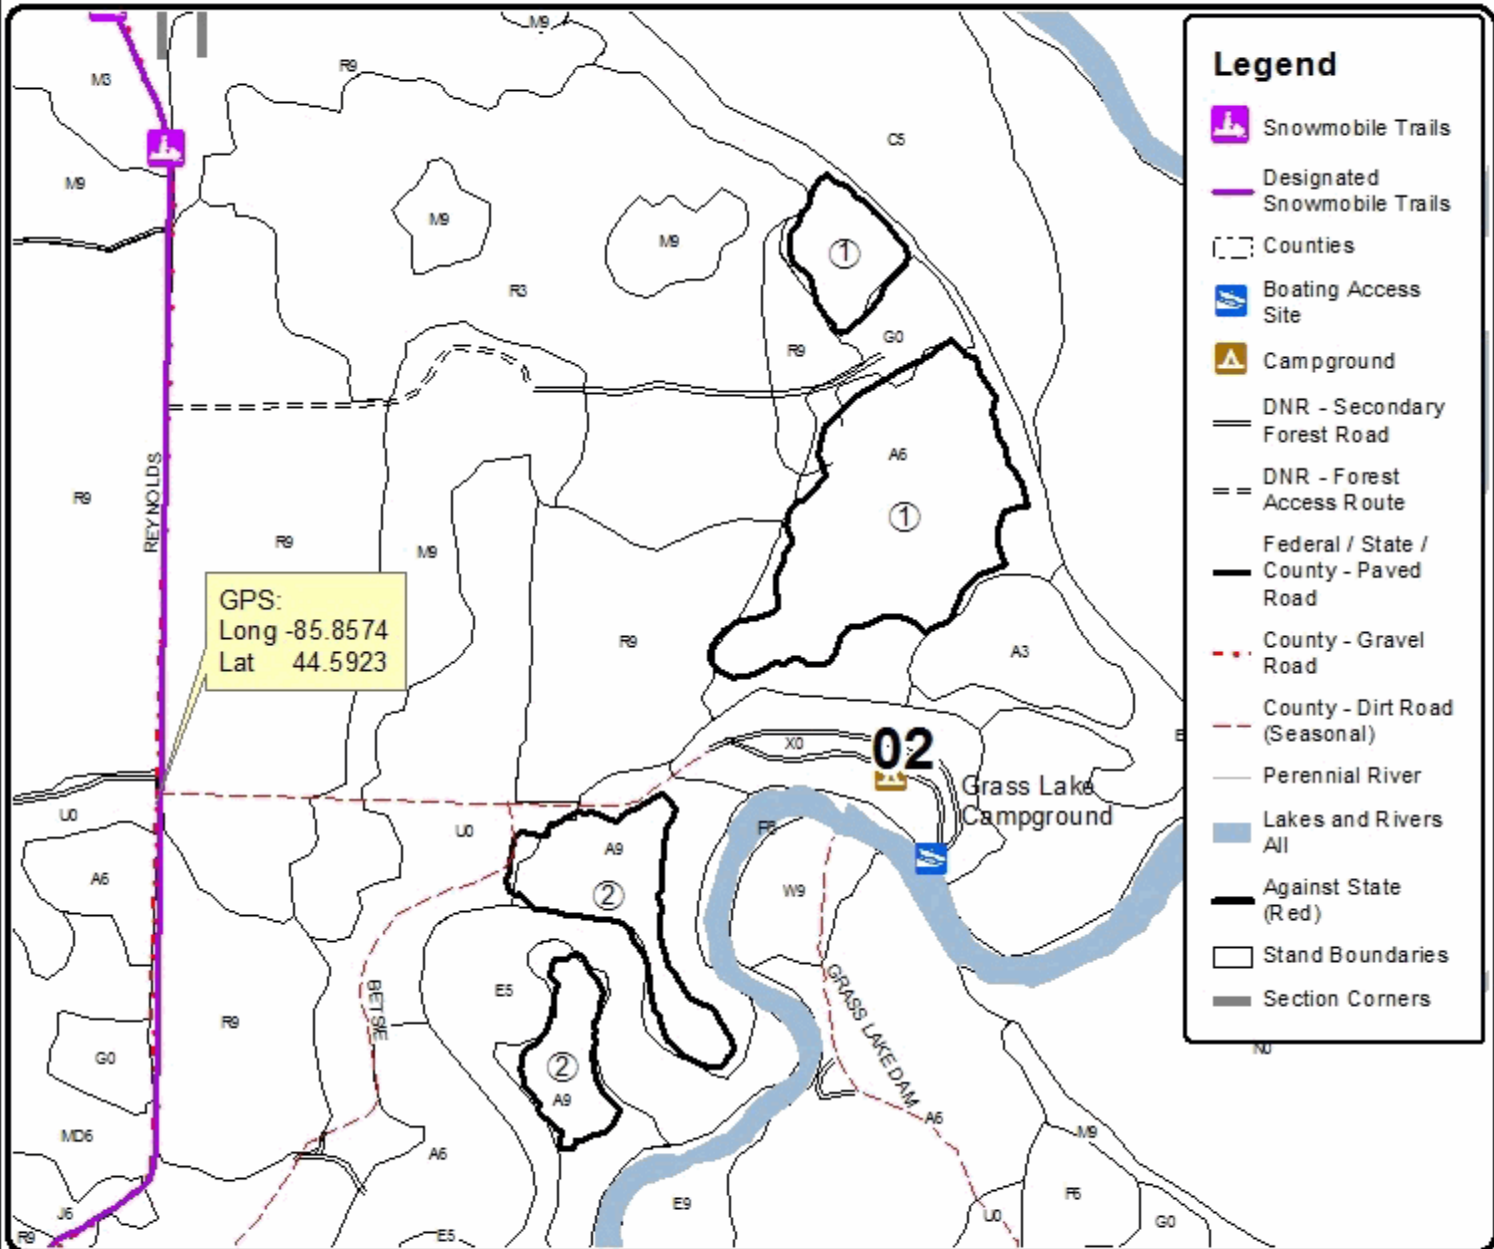 M9
R9
M3
C5
M9
M9
M9
1
R3
G0
R9
A6
REYNOLDS
R9
1
R9
M9
GPS:
Long -85.8574
Lat 44.5923
R9
A3
02
X0
Grass Lake
Campground
E
U0
U0
F6
A9
A6
2
W9
E5
BETSIE
GRASS LAKE DAM
R9
G0
2
A9
N0
MD6
A6
A6
M9
J6
R9
E5
E9
U0
F6
G0
Legend
Snowmobile Trails
Designated
Snowmobile Trails
Counties
Boating Access
Site
Campground
DNR - Secondary
Forest Road
DNR - Forest
Access Route
Federal / State /
County - Paved
Road
County - Gravel
Road
County - Dirt Road
(Seasonal)
Perennial River
Lakes and Rivers
All
Against State
(Red)
Stand Boundaries
Section Corners